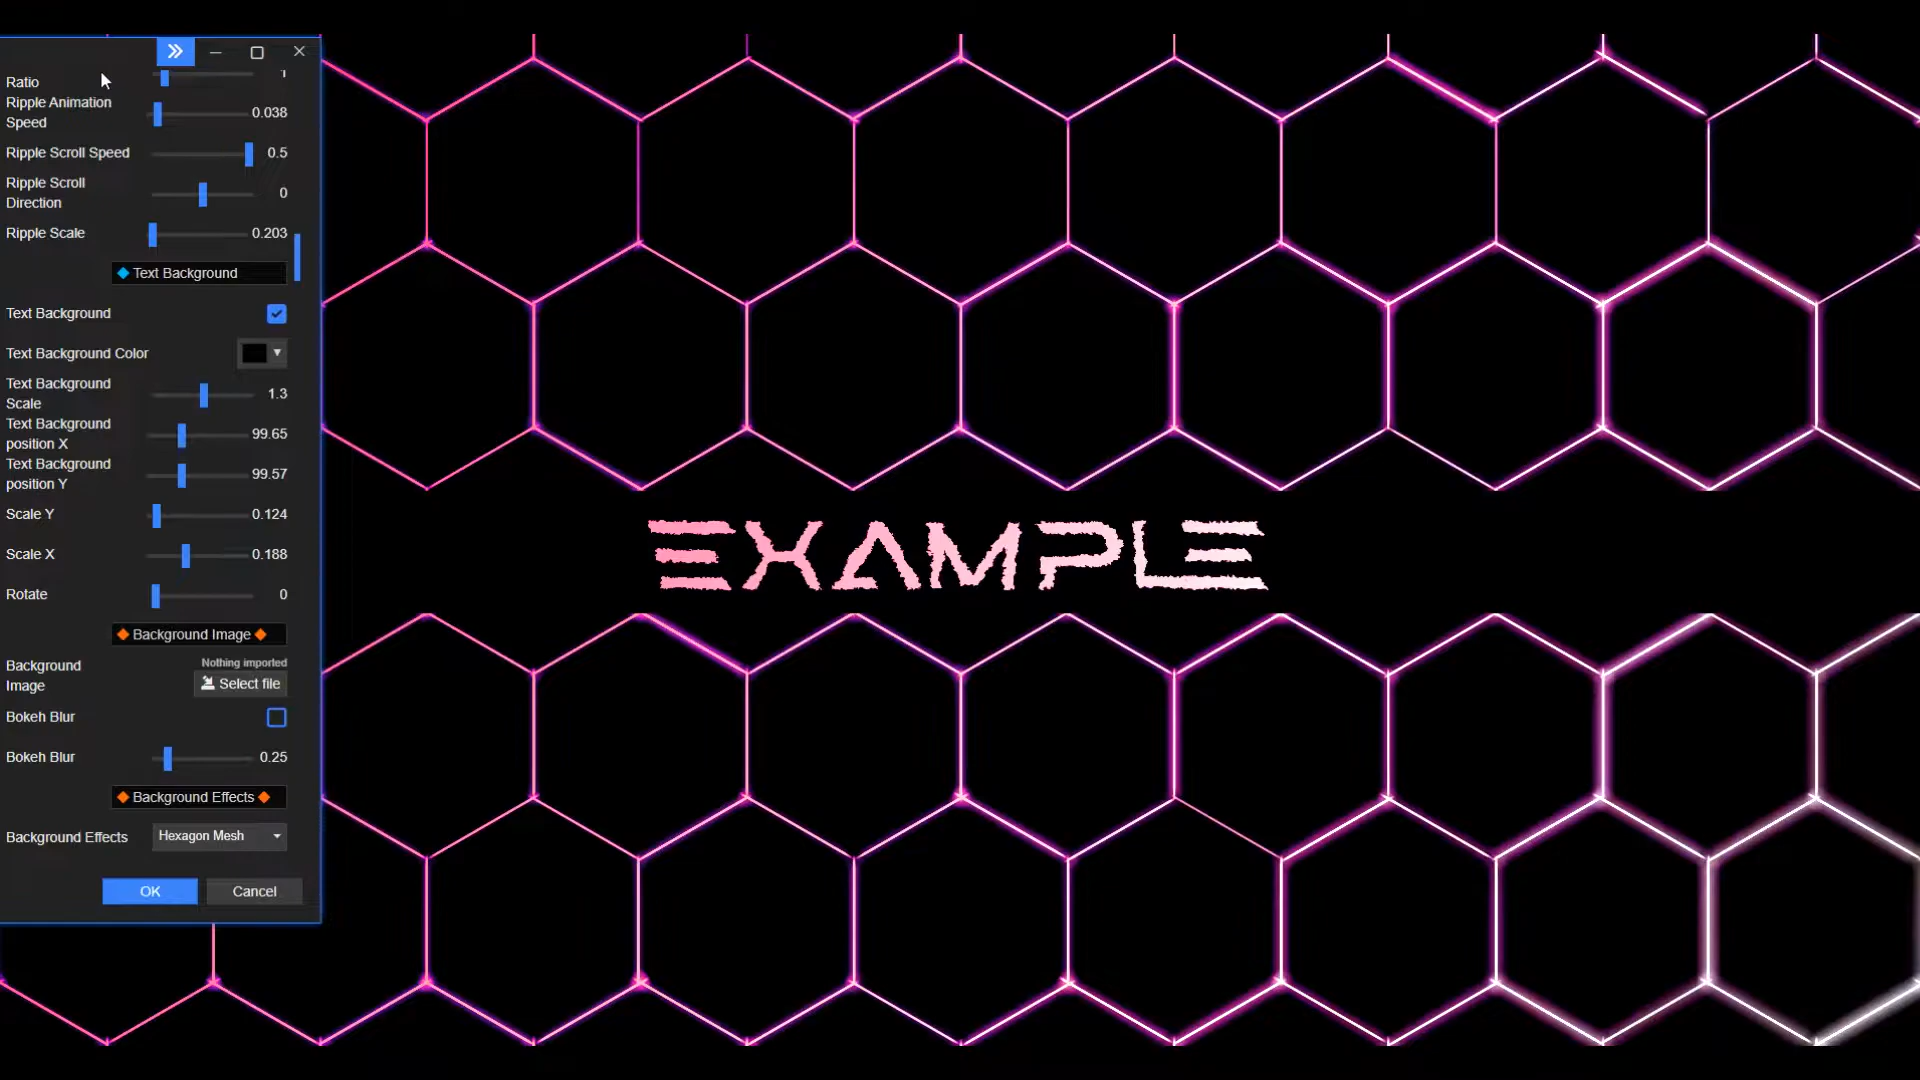 Ratio 1
Ripple Animation
Speed 0.038
Ripple Scroll Speed 0.5
Ripple Scroll
Direction 0
Ripple Scale 0.203
Text Background
Text Background
Text Background Color
Text Background
Scale 1.3
Text Background
position X 99.65
Text Background
position Y 99.57
Scale Y 0.124
Scale X 0.188
Rotate 0
EXAMPLE
Background Image
Background
Image
Nothing imported
Select file
Bokeh Blur
Bokeh Blur 0.25
Background Effects
Background Effects Hexagon Mesh
OK Cancel